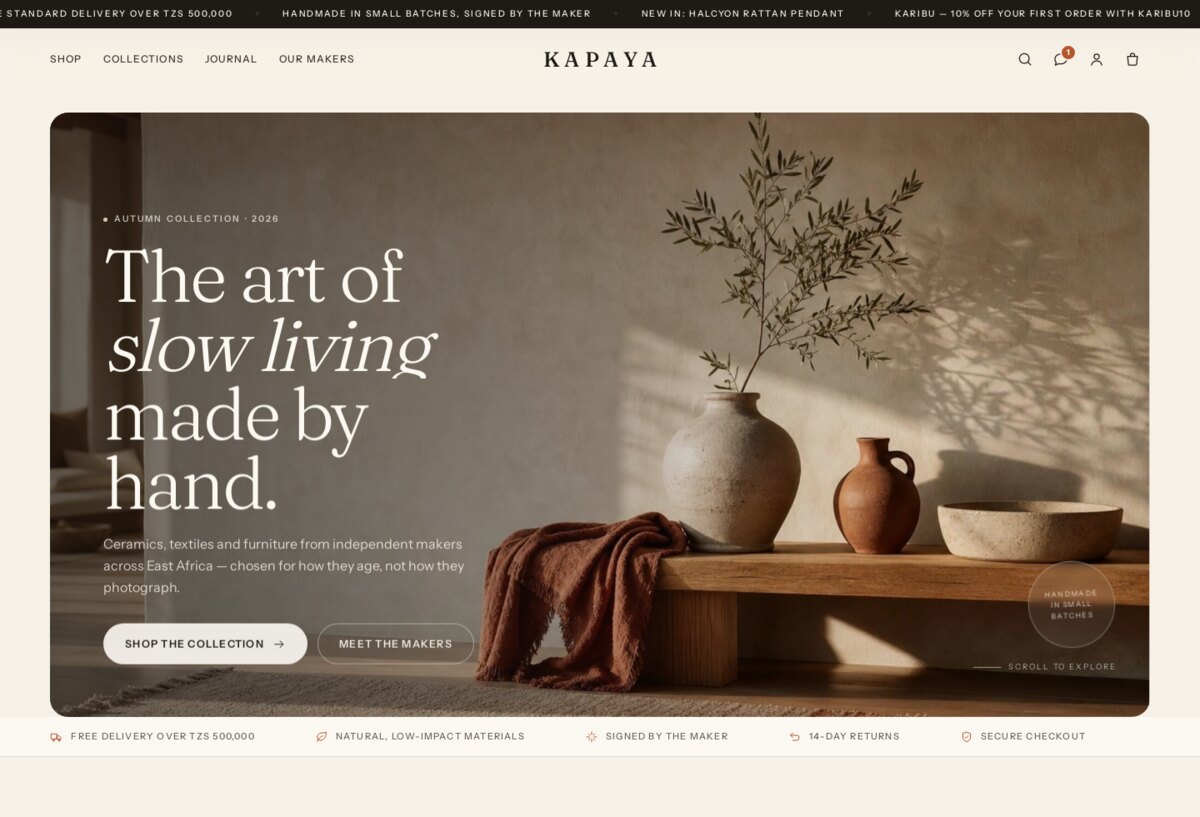 STANDARD DELIVERY OVER TZS 500,000
HANDMADE IN SMALL BATCHES, SIGNED BY THE MAKER
NEW IN: HALCYON RATTAN PENDANT
KARIBU — 10% OFF YOUR FIRST ORDER WITH KARIBU10
SHOP COLLECTIONS JOURNAL OUR MAKERS
KAPAYA
1
AUTUMN COLLECTION · 2026
The art of
slow living
made by
hand.
Ceramics, textiles and furniture from independent makers
across East Africa — chosen for how they age, not how they
photograph.
SHOP THE COLLECTION → MEET THE MAKERS
HANDMADE
IN SMALL
BATCHES
SCROLL TO EXPLORE
FREE DELIVERY OVER TZS 500,000
NATURAL, LOW-IMPACT MATERIALS
SIGNED BY THE MAKER
14-DAY RETURNS
SECURE CHECKOUT